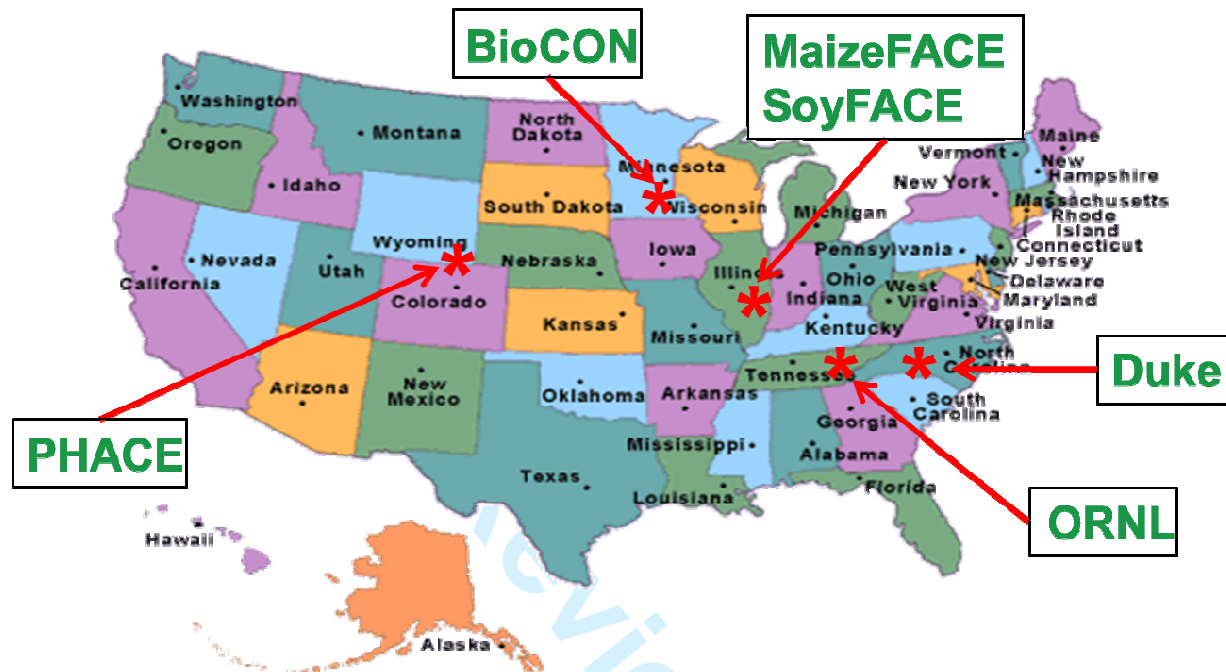 BioCON
MaizeFACE
SoyFACE
Washington
Montana
North
Dakota
Minnesota
Maine
Oregon
Vermont
New
Hampshire
Idaho
New York
Massachusetts
South Dakota
Wisconsin
Michigan
Rhode
Island
Wyoming
Iowa
Pennsylvania
Connecticut
Nevada
Nebraska
Illinois
New Jersey
Utah
Ohio
Delaware
California
Colorado
Indiana
West
Virginia
Maryland
Kansas
Missouri
Kentucky
Virginia
North
Carolina
Duke
Arizona
New
Mexico
Oklahoma
Tennessee
Arkansas
South
Carolina
Georgia
PHACE
Mississippi
Alabama
Texas
Louisiana
Florida
ORNL
Hawaii
Alaska